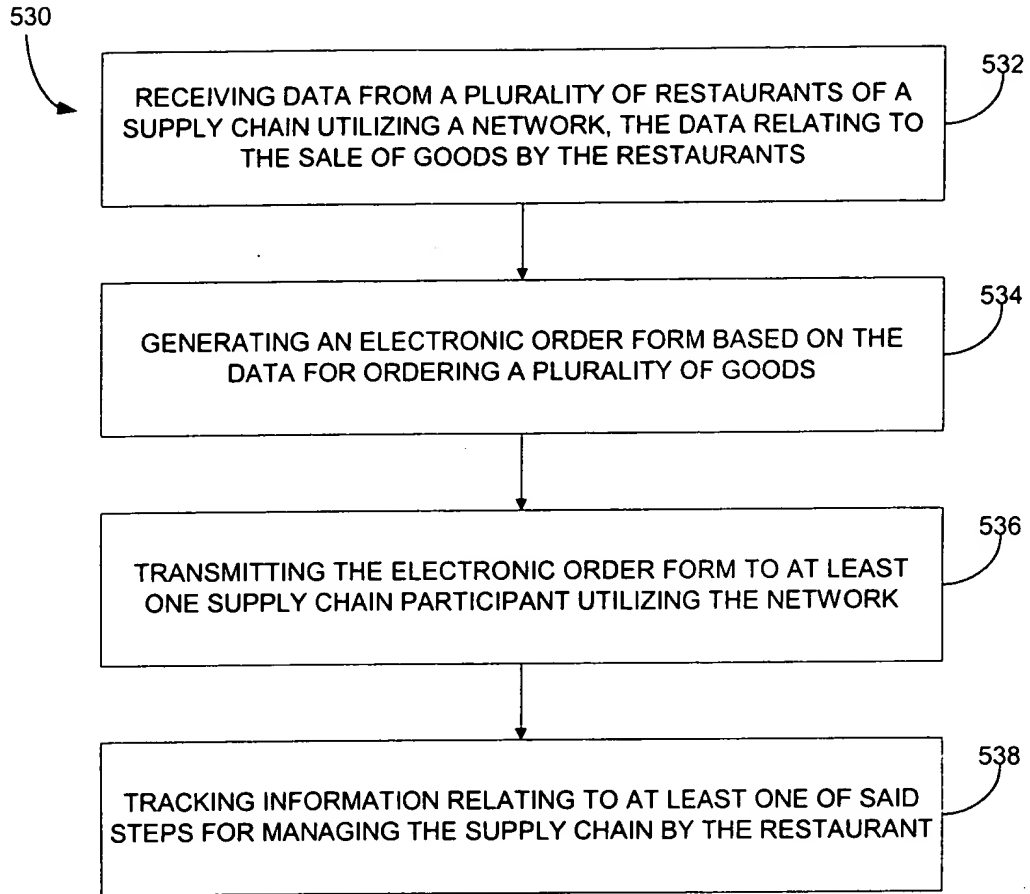 530
532
RECEIVING DATA FROM A PLURALITY OF RESTAURANTS OF A
SUPPLY CHAIN UTILIZING A NETWORK, THE DATA RELATING TO
THE SALE OF GOODS BY THE RESTAURANTS
534
GENERATING AN ELECTRONIC ORDER FORM BASED ON THE
DATA FOR ORDERING A PLURALITY OF GOODS
536
TRANSMITTING THE ELECTRONIC ORDER FORM TO AT LEAST
ONE SUPPLY CHAIN PARTICIPANT UTILIZING THE NETWORK
538
TRACKING INFORMATION RELATING TO AT LEAST ONE OF SAID
STEPS FOR MANAGING THE SUPPLY CHAIN BY THE RESTAURANT